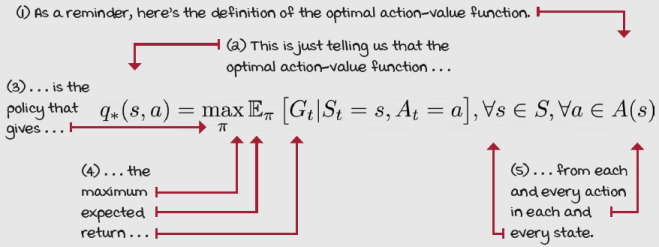 (1) As a reminder, here's the definition of the optimal action-value function.
(2) This is just telling us that the
optimal action-value function . . .
(3) . . . is the
policy that
gives . . .
q∗(s, a) = max_π 𝔼_π [G_t|S_t = s, A_t = a], ∀s ∈ S, ∀a ∈ A(s)
(4) . . . the
maximum
expected
return . . .
(5) . . . from each
and every action
in each and
every state.